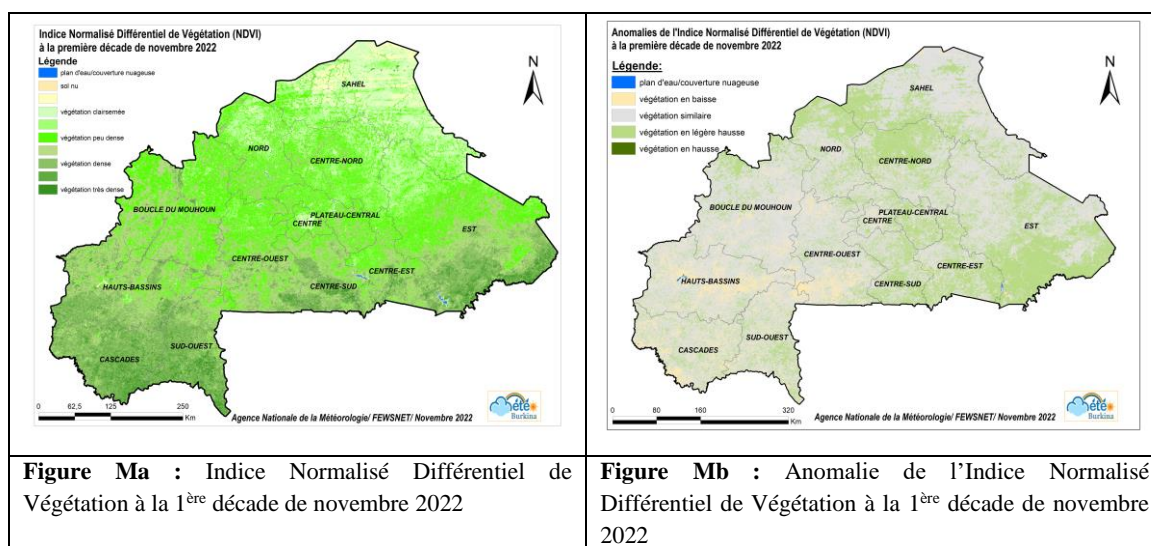 Indice Normalisé Différentiel de Végétation (NDVI)
à la première décade de novembre 2022
Légende
plan d'eau/couverture nuageuse
sol nu
végétation clairsemée
végétation peu dense
végétation dense
végétation très dense
N
SAHEL
NORD
CENTRE-NORD
BOUCLE DU MOUHOUN
PLATEAU-CENTRAL
CENTRE
EST
CENTRE-OUEST
CENTRE-EST
HAUTS-BASSINS
CENTRE-SUD
SUD-OUEST
CASCADES
0 62,5 125 250
Km
Agence Nationale de la Météorologie/ FEWSNET/ Novembre 2022
été
Burkina
Anomalies de l'Indice Normalisé Différentiel de Végétation (NDVI)
à la première décade de novembre 2022
Légende:
plan d'eau/couverture nuageuse
végétation en baisse
végétation similaire
végétation en légère hausse
végétation en hausse
N
SAHEL
NORD
CENTRE-NORD
BOUCLE DU MOUHOUN
PLATEAU-CENTRAL
CENTRE
EST
CENTRE-OUEST
CENTRE-EST
HAUTS-BASSINS
CENTRE-SUD
SUD-OUEST
CASCADES
0 80 160 320
Km
Agence Nationale de la Météorologie/ FEWSNET/ Novembre 2022
été
Burkina
Figure Ma : Indice Normalisé Différentiel de
Végétation à la 1ère décade de novembre 2022
Figure Mb : Anomalie de l’Indice Normalisé
Différentiel de Végétation à la 1ère décade de novembre
2022